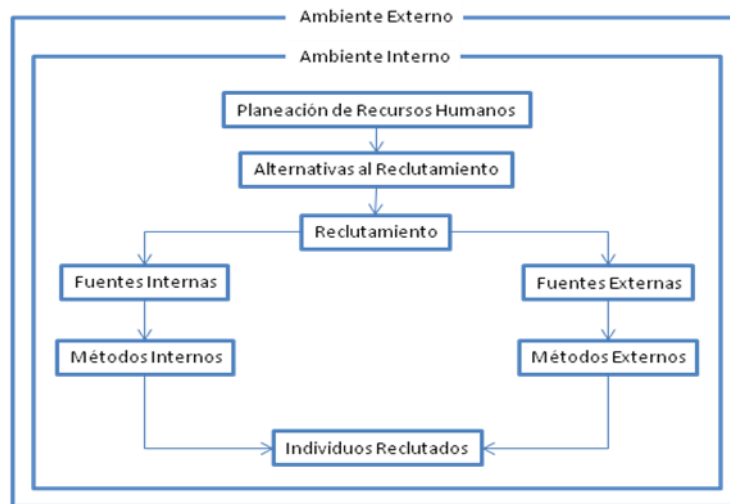 Ambiente Externo
Ambiente Interno
Planeación de Recursos Humanos
Alternativas al Reclutamiento
Reclutamiento
Fuentes Internas
Fuentes Externas
Métodos Internos
Métodos Externos
Individuos Reclutados